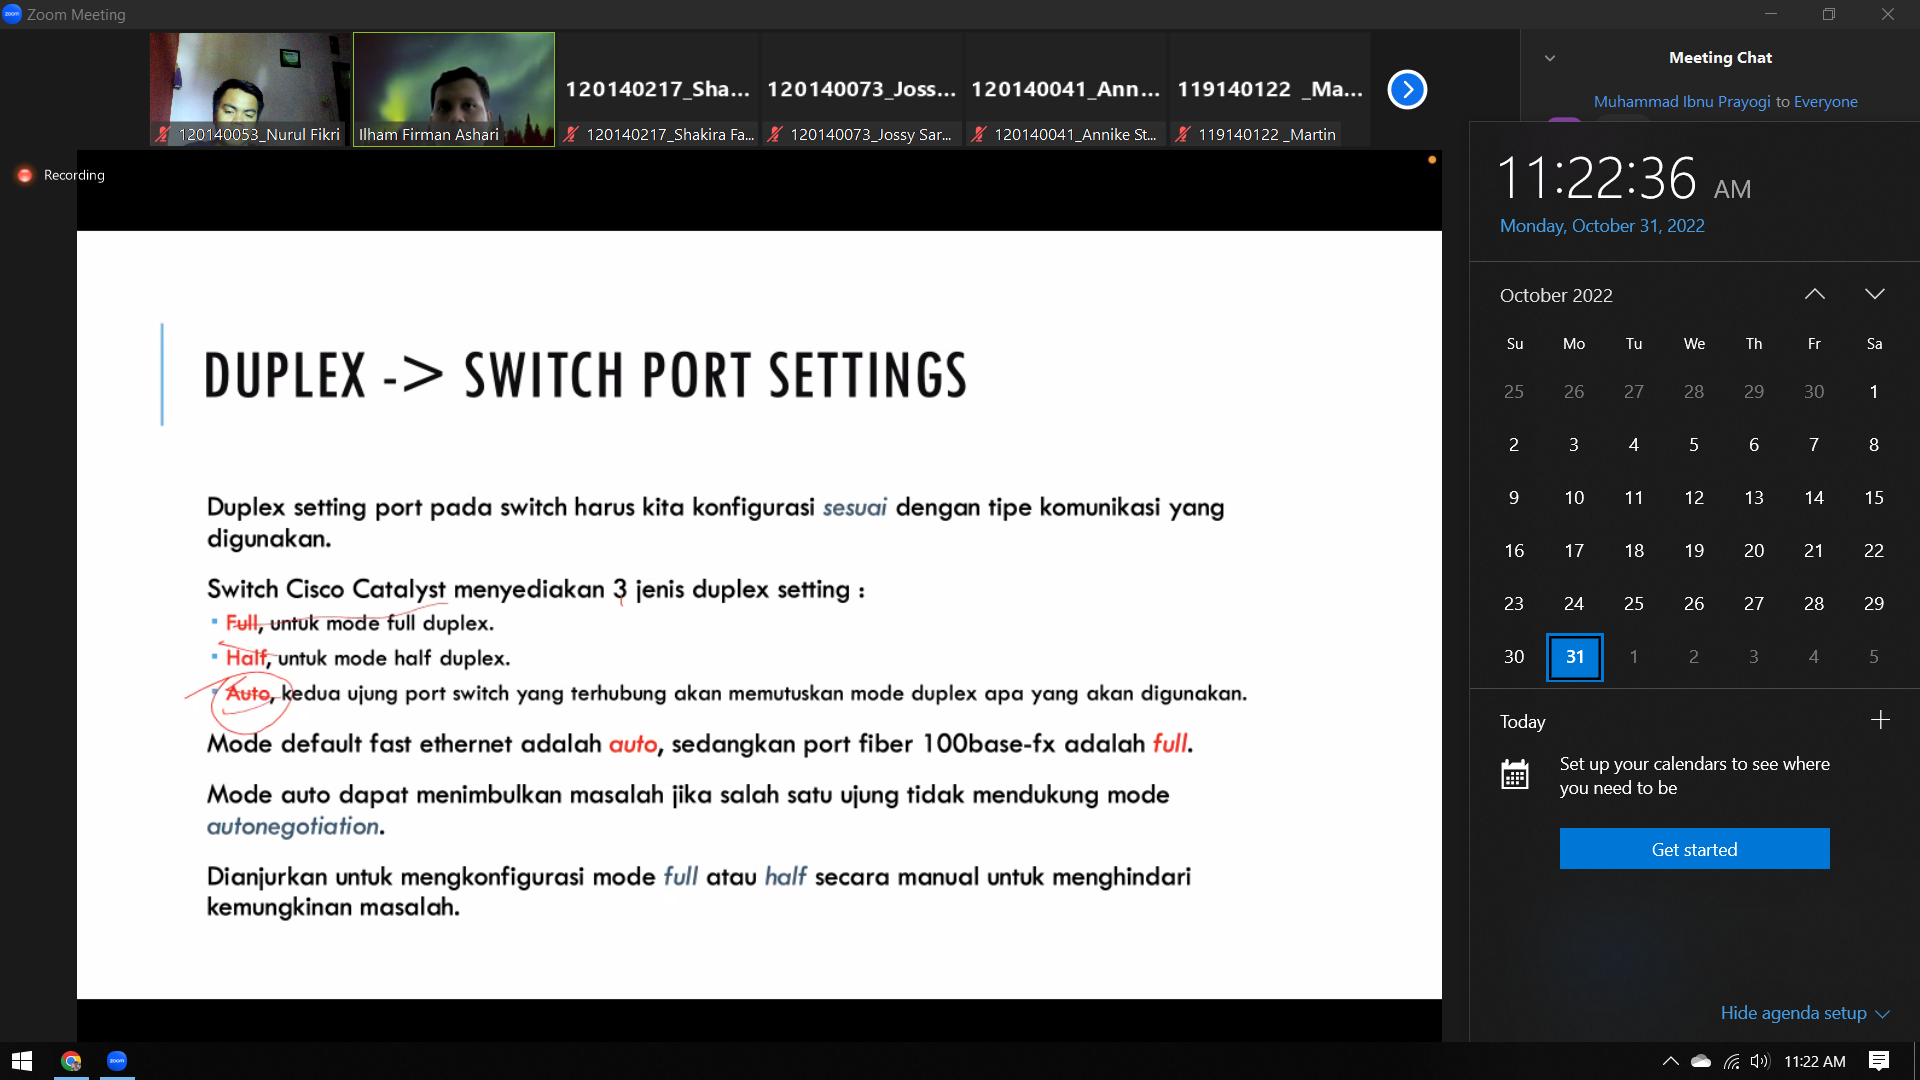 Zoom Meeting
120140217_Sha... 120140073_Joss... 120140041_Ann... 119140122 _Ma...
120140053_Nurul Fikri Ilham Firman Ashari 120140217_Shakira Fa... 120140073_Jossy Sar... 120140041_Annike St... 119140122 _Martin
Recording
DUPLEX -> SWITCH PORT SETTINGS
Duplex setting port pada switch harus kita konfigurasi sesuai dengan tipe komunikasi yang
digunakan.
Switch Cisco Catalyst menyediakan 3 jenis duplex setting :
▪ Full, untuk mode full duplex.
▪ Half, untuk mode half duplex.
▪ Auto, kedua ujung port switch yang terhubung akan memutuskan mode duplex apa yang akan digunakan.
Mode default fast ethernet adalah auto, sedangkan port fiber 100base-fx adalah full.
Mode auto dapat menimbulkan masalah jika salah satu ujung tidak mendukung mode
autonegotiation.
Dianjurkan untuk mengkonfigurasi mode full atau half secara manual untuk menghindari
kemungkinan masalah.
Meeting Chat
Muhammad Ibnu Prayogi to Everyone
11:22:36 AM
Monday, October 31, 2022
October 2022
Su Mo Tu We Th Fr Sa
25 26 27 28 29 30 1
2 3 4 5 6 7 8
9 10 11 12 13 14 15
16 17 18 19 20 21 22
23 24 25 26 27 28 29
30 31 1 2 3 4 5
Today
Set up your calendars to see where
you need to be
Get started
Hide agenda setup
zoom
11:22 AM